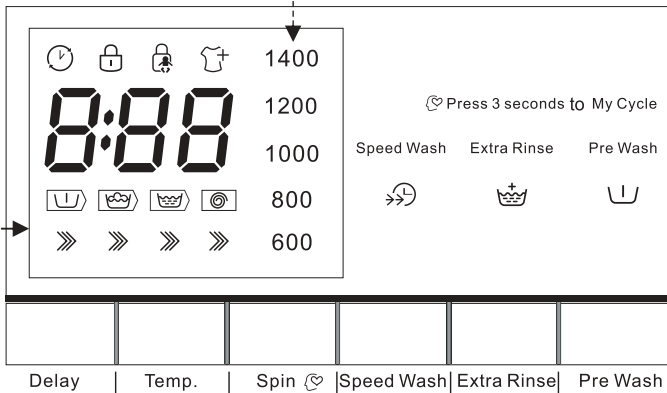 1400
8:88
1200
1000
Press 3 seconds to My Cycle
Speed Wash Extra Rinse Pre Wash
800
600
Delay Temp. Spin Speed Wash Extra Rinse Pre Wash